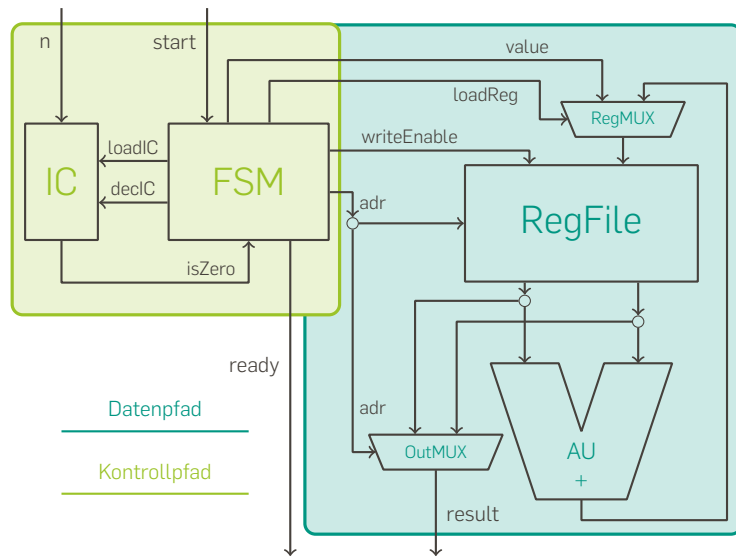 n
start
value
loadReg
RegMUX
writeEnable
loadIC
IC
FSM
decIC
adr
RegFile
isZero
ready
Datenpfad
adr
Kontrollpfad
OutMUX
AU
+
result